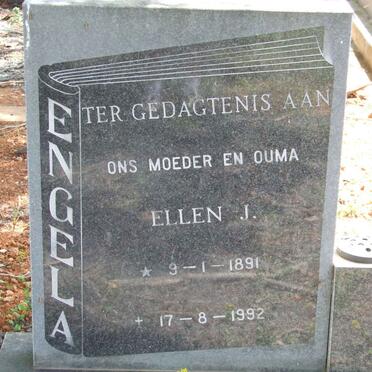 ENGELA
TER GEDAGTENIS AAN
ONS MOEDER EN OUMA
ELLEN J.
★ 9-1-1891
+ 17-8-1992